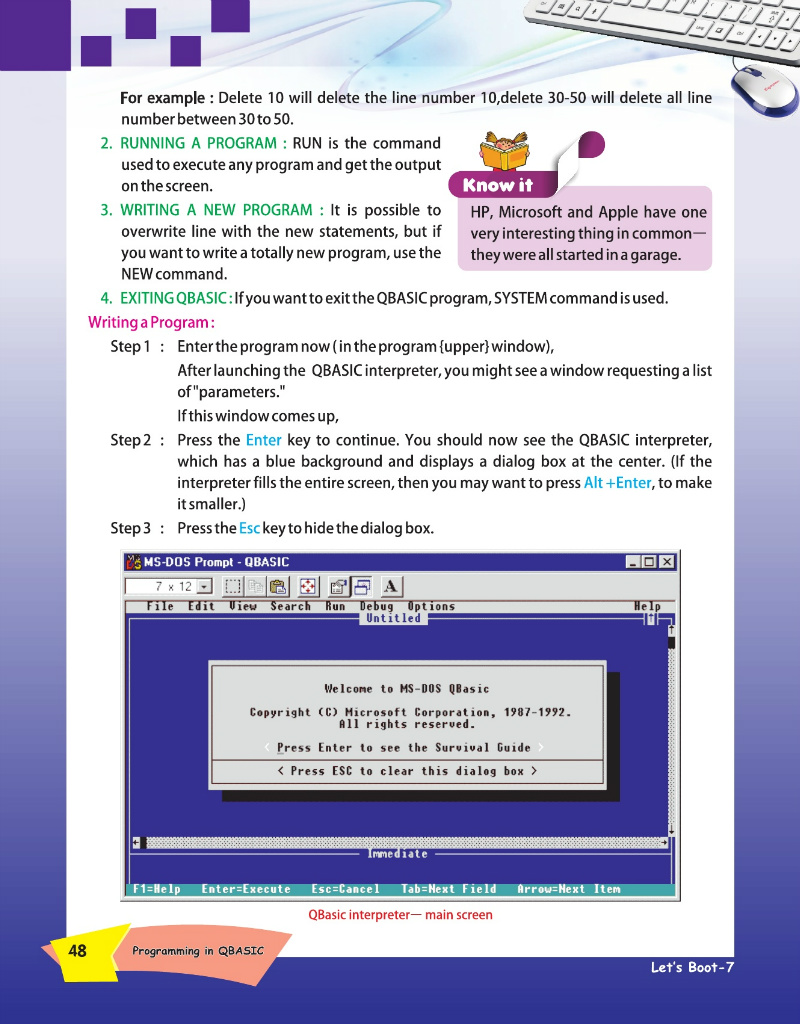 For example : Delete 10 will delete the line number 10,delete 30-50 will delete all line
number between 30 to 50.
2. RUNNING A PROGRAM : RUN is the command
used to execute any program and get the output
on the screen.
3. WRITING A NEW PROGRAM : It is possible to
overwrite line with the new statements, but if
you want to write a totally new program, use the
NEW command.
Know it
HP, Microsoft and Apple have one
very interesting thing in common—
they were all started in a garage.
4. EXITING QBASIC : If you want to exit the QBASIC program, SYSTEM command is used.
Writing a Program :
Step 1 : Enter the program now ( in the program {upper} window),
After launching the QBASIC interpreter, you might see a window requesting a list
of "parameters."
If this window comes up,
Step 2 : Press the Enter key to continue. You should now see the QBASIC interpreter,
which has a blue background and displays a dialog box at the center. (If the
interpreter fills the entire screen, then you may want to press Alt +Enter, to make
it smaller.)
Step 3 : Press the Esc key to hide the dialog box.
MS-DOS Prompt - QBASIC
7 x 12
A
File Edit View Search Run Debug Options Help
Untitled
Welcome to MS-DOS QBasic
Copyright (C) Microsoft Corporation, 1987-1992.
All rights reserved.
< Press Enter to see the Survival Guide >
< Press ESC to clear this dialog box >
Immediate
F1=Help Enter=Execute Esc=Cancel Tab=Next Field Arrow=Next Item
QBasic interpreter— main screen
48
Programming in QBASIC
Let's Boot-7